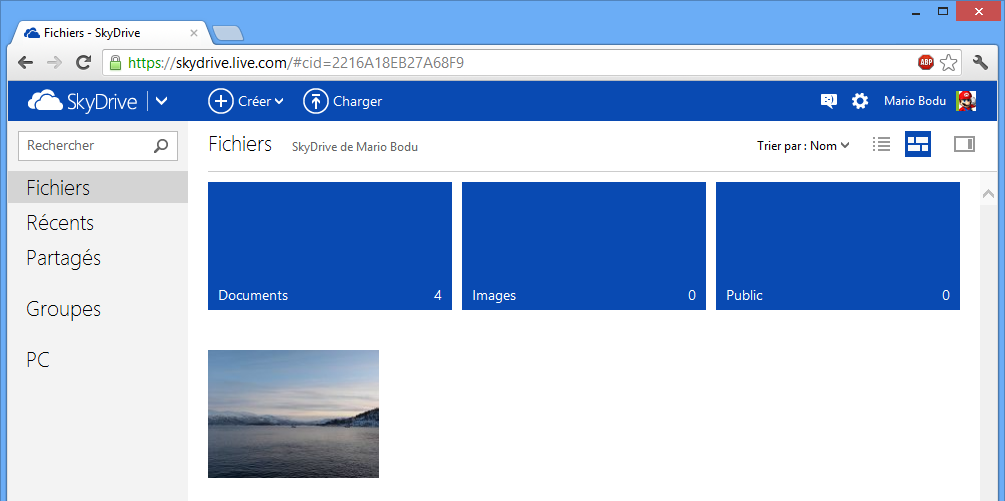 Fichiers - SkyDrive
https://skydrive.live.com/#cid=2216A18EB27A68F9
ABP
SkyDrive
Créer
Charger
Mario Bodu
Rechercher
Fichiers
SkyDrive de Mario Bodu
Trier par : Nom
Fichiers
Récents
Partagés
Groupes
PC
Documents 4
Images 0
Public 0